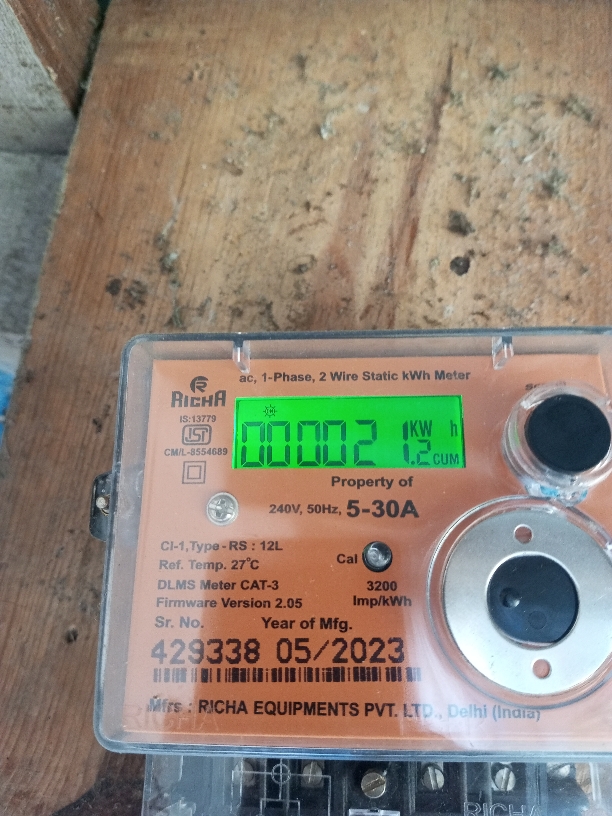 ac, 1-Phase, 2 Wire Static kWh Meter
RICHA
IS:13779
CM/L-8554689
0000021.2 KW h
CUM
Property of
240V, 50Hz, 5-30A
Cl-1,Type - RS : 12L
Ref. Temp. 27°C
Cal
DLMS Meter CAT-3
3200
Firmware Version 2.05
Imp/kWh
Sr. No. Year of Mfg.
429338 05/2023
Mfrs : RICHA EQUIPMENTS PVT. LTD., Delhi (India)
RICHA
RICHA